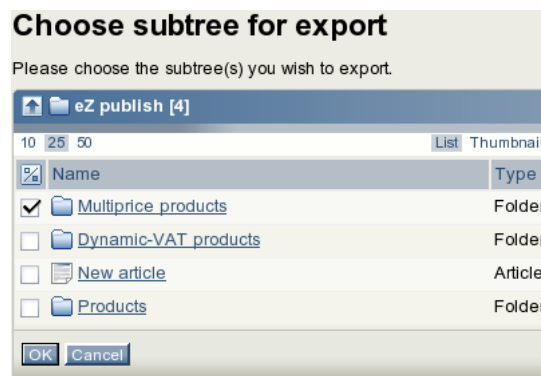 Choose subtree for export
Please choose the subtree(s) you wish to export.
eZ publish [4]
10 25 50 List Thumbnai
Name Type
Multiprice products Folde
Dynamic-VAT products Folde
New article Article
Products Folde
OK Cancel